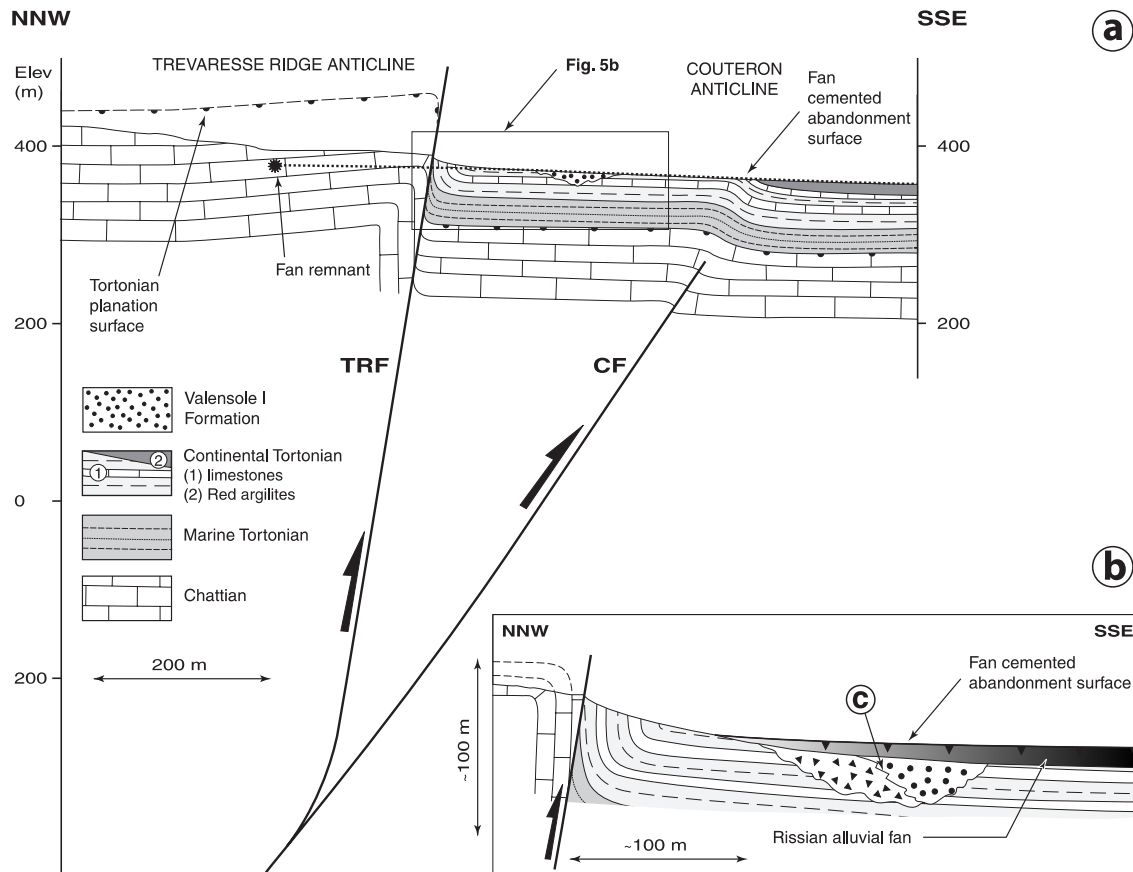 NNW
SSE
a
Elev
(m)
TREVARESSE RIDGE ANTICLINE
Fig. 5b
COUTERON
ANTICLINE
Fan
cemented
abandonment
surface
400
400
Fan remnant
Tortonian
planation
surface
200
200
TRF
CF
Valensole I
Formation
1
2
Continental Tortonian
(1) limestones
(2) Red argilites
0
Marine Tortonian
Chattian
b
200 m
200
NNW
SSE
Fan cemented
abandonment surface
C
~100 m
~100 m
Rissian alluvial fan